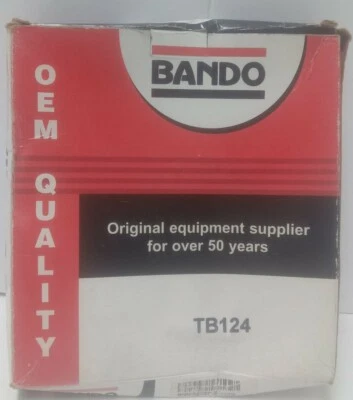 BANDO
OEM QUALITY
Original equipment supplier
for over 50 years
TB124